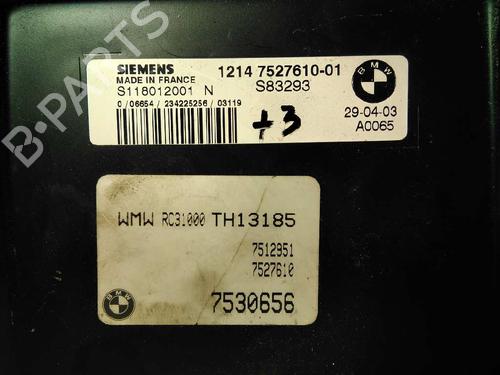 B-PARTS
SIEMENS
MADE IN FRANCE
S118012001 N
0 / 06654 / 234225256 / 03119
1214 7527610-01
S83293
+3
BMW
29-04-03
A0065
WMW RC31000 TH13185
7512951
7527610
BMW
7530656